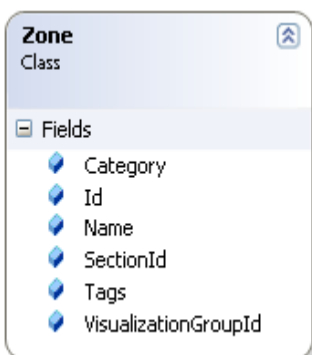 Zone
Class
Fields
Category
Id
Name
SectionId
Tags
VisualizationGroupId